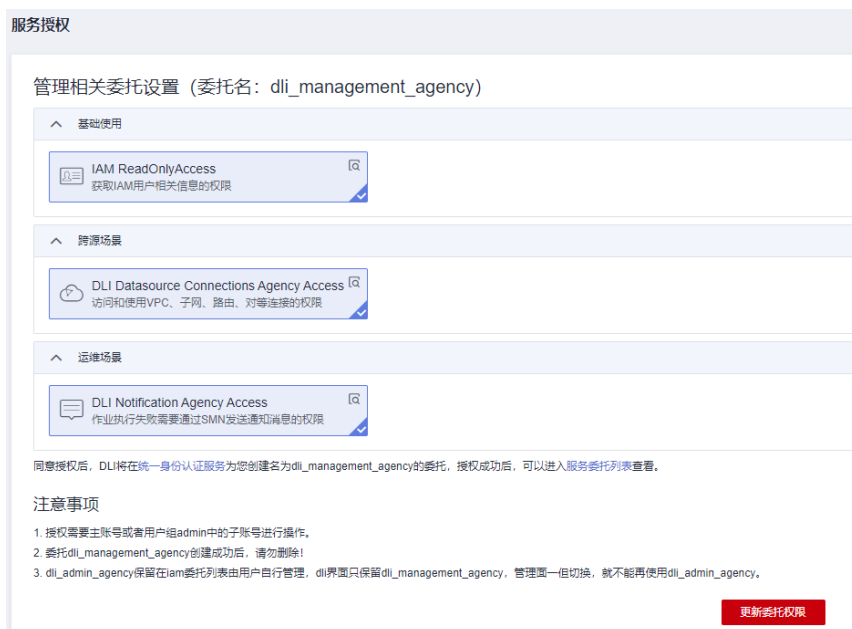 服务授权
管理相关委托设置（委托名：dli_management_agency）
基础使用
IAM ReadOnlyAccess
获取IAM用户相关信息的权限
跨源场景
DLI Datasource Connections Agency Access
访问和使用VPC、子网、路由、对等连接的权限
运维场景
DLI Notification Agency Access
作业执行失败需要通过SMN发送通知消息的权限
同意授权后，DLI将在统一身份认证服务为您创建名为dli_management_agency的委托，授权成功后，可以进入服务委托列表查看。
注意事项
1. 授权需要主账号或者用户组admin中的子账号进行操作。
2. 委托dli_management_agency创建成功后，请勿删除！
3. dli_admin_agency保留在iam委托列表由用户自行管理，dli界面只保留dli_management_agency，管理面一但切换，就不能再使用dli_admin_agency。
更新委托权限